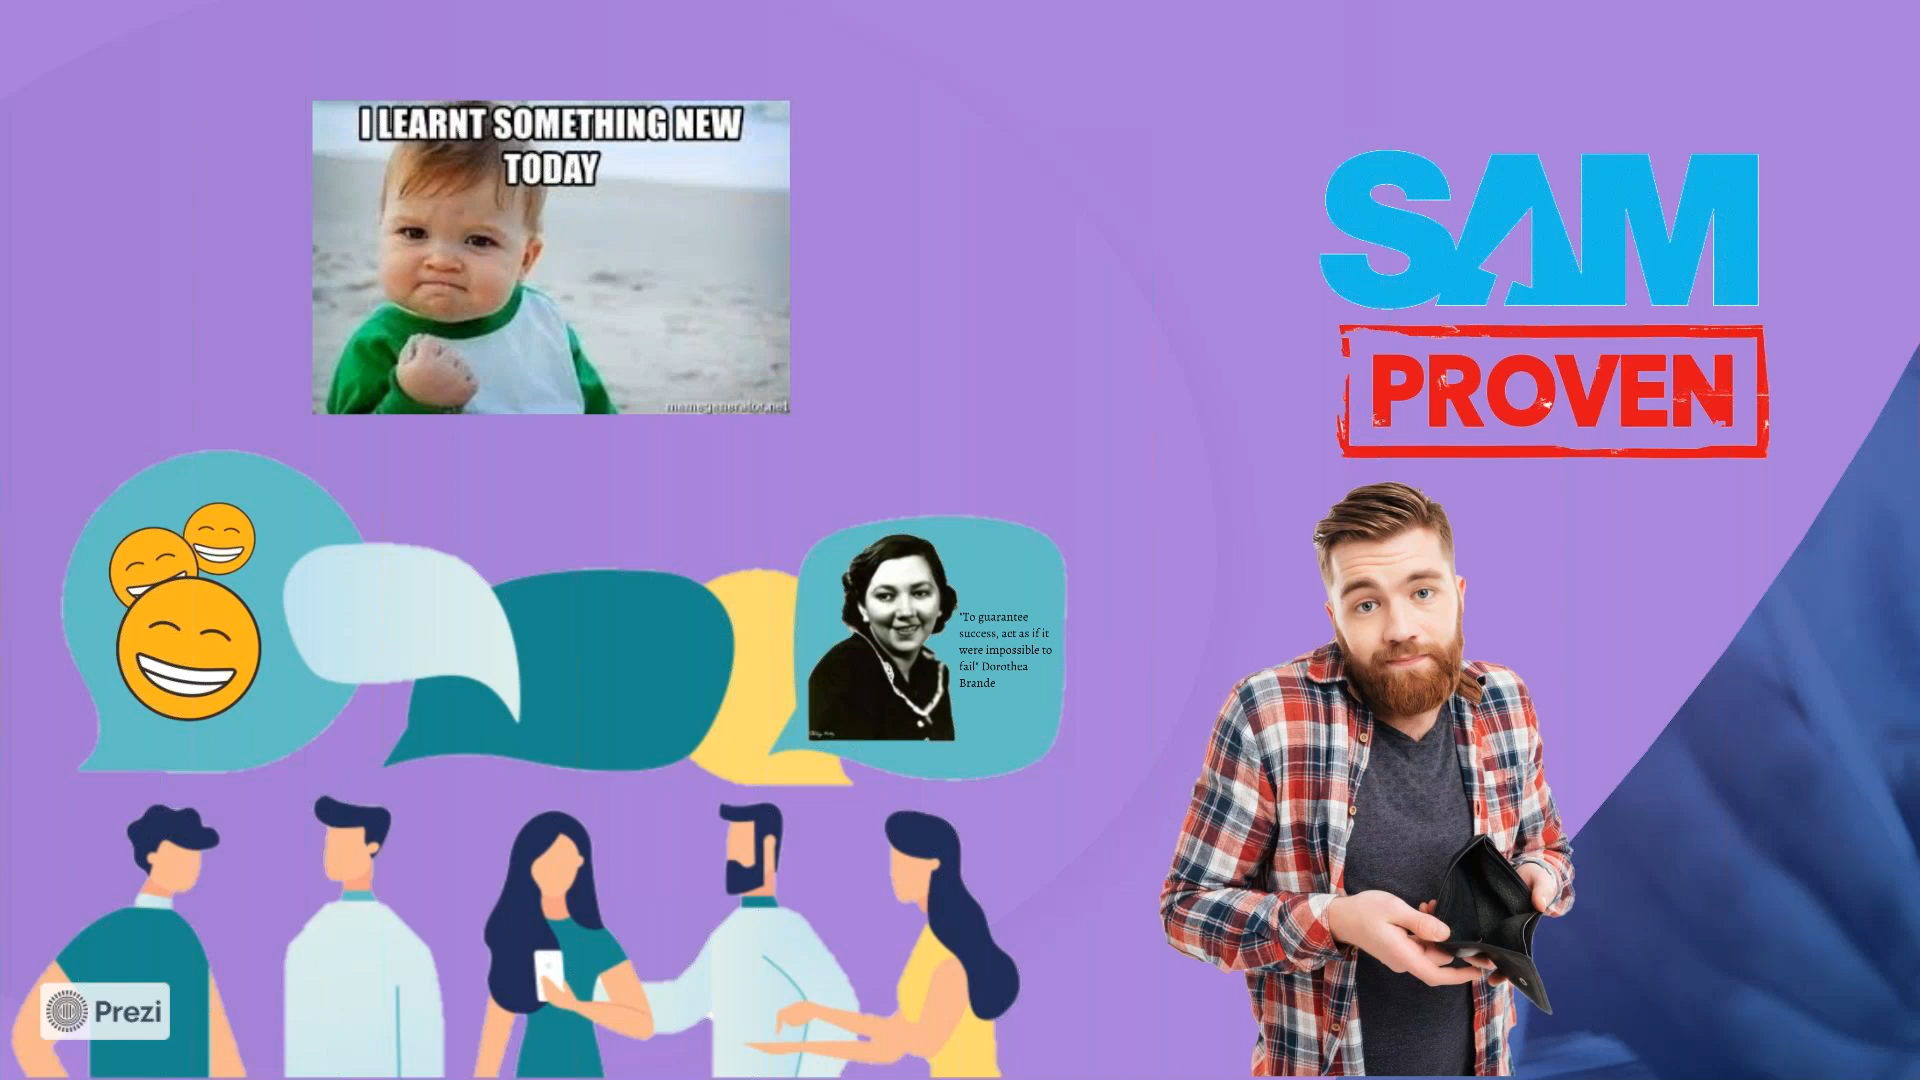 I LEARNT SOMETHING NEW
TODAY
memegenerator.net
SAM
PROVEN
"To guarantee
success, act as if it
were impossible to
fail" Dorothea
Brande
Prezi